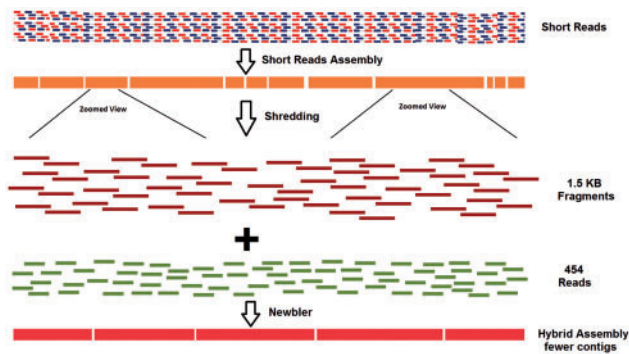 Short Reads
Short Reads Assembly
Zoomed View
Shredding
Zoomed View
1.5 KB
Fragments
454
Reads
Newbler
Hybrid Assembly
fewer contigs